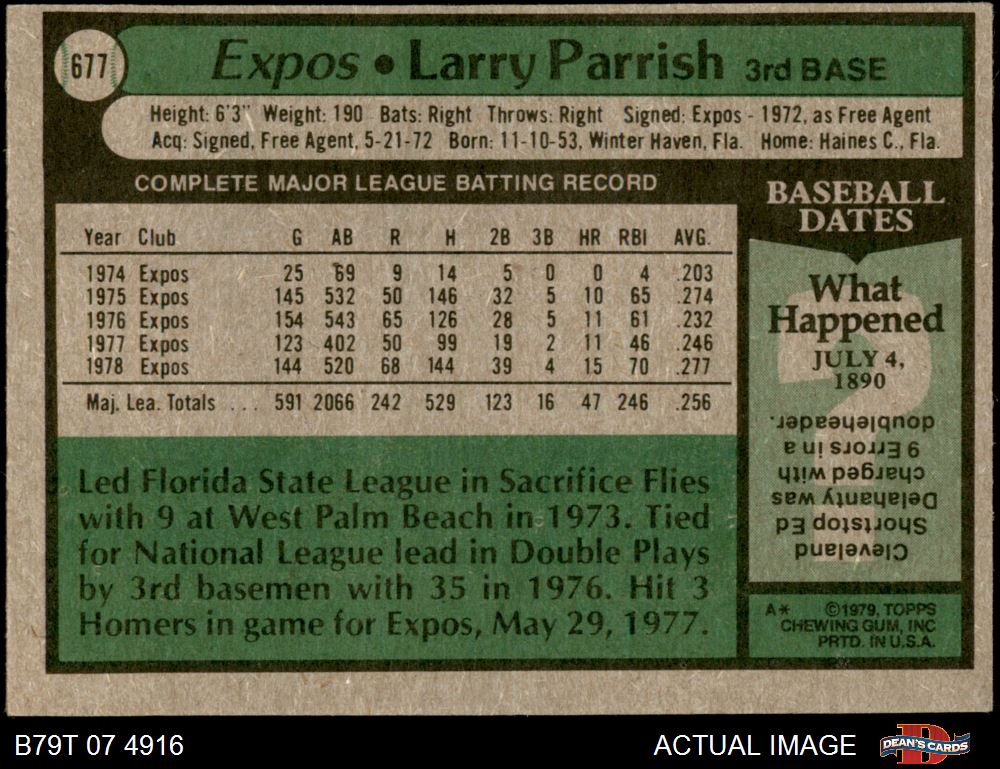 677
Expos • Larry Parrish 3rd BASE
Height: 6'3" Weight: 190 Bats: Right Throws: Right Signed: Expos - 1972, as Free Agent
Acq: Signed, Free Agent, 5-21-72 Born: 11-10-53, Winter Haven, Fla. Home: Haines C., Fla.
COMPLETE MAJOR LEAGUE BATTING RECORD
Year Club G AB R H 2B 3B HR RBI AVG.
1974 Expos 25 69 9 14 5 0 0 4 .203
1975 Expos 145 532 50 146 32 5 10 65 .274
1976 Expos 154 543 65 126 28 5 11 61 .232
1977 Expos 123 402 50 99 19 2 11 46 .246
1978 Expos 144 520 68 144 39 4 15 70 .277
Maj. Lea. Totals ... 591 2066 242 529 123 16 47 246 .256
Led Florida State League in Sacrifice Flies
with 9 at West Palm Beach in 1973. Tied
for National League lead in Double Plays
by 3rd basemen with 35 in 1976. Hit 3
Homers in game for Expos, May 29, 1977.
BASEBALL
DATES
What
Happened
JULY 4,
1890
Cleveland
Shortstop Ed
Delahanty was
charged with
9 Errors in a
doubleheader.
A* ©1979, TOPPS
CHEWING GUM, INC
PRTD. IN U.S.A.
B79T 07 4916
ACTUAL IMAGE
DEAN'S CARDS